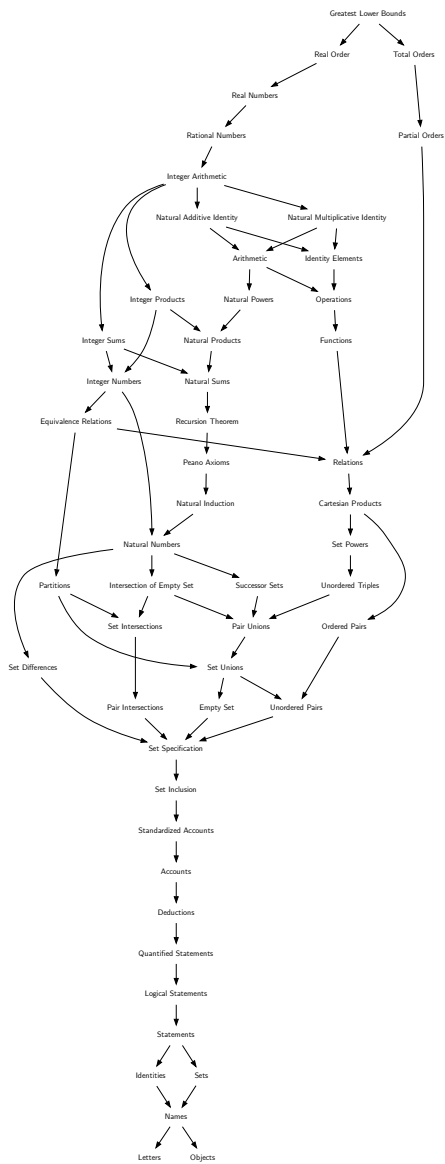 Greatest Lower Bounds
Real Order
Total Orders
Real Numbers
Rational Numbers
Partial Orders
Integer Arithmetic
Natural Additive Identity
Natural Multiplicative Identity
Arithmetic
Identity Elements
Integer Products
Natural Powers
Operations
Integer Sums
Natural Products
Functions
Integer Numbers
Natural Sums
Equivalence Relations
Recursion Theorem
Peano Axioms
Relations
Natural Induction
Cartesian Products
Natural Numbers
Set Powers
Partitions
Intersection of Empty Set
Successor Sets
Unordered Triples
Set Intersections
Pair Unions
Ordered Pairs
Set Differences
Set Unions
Pair Intersections
Empty Set
Unordered Pairs
Set Specification
Set Inclusion
Standardized Accounts
Accounts
Deductions
Quantified Statements
Logical Statements
Statements
Identities
Sets
Names
Letters
Objects